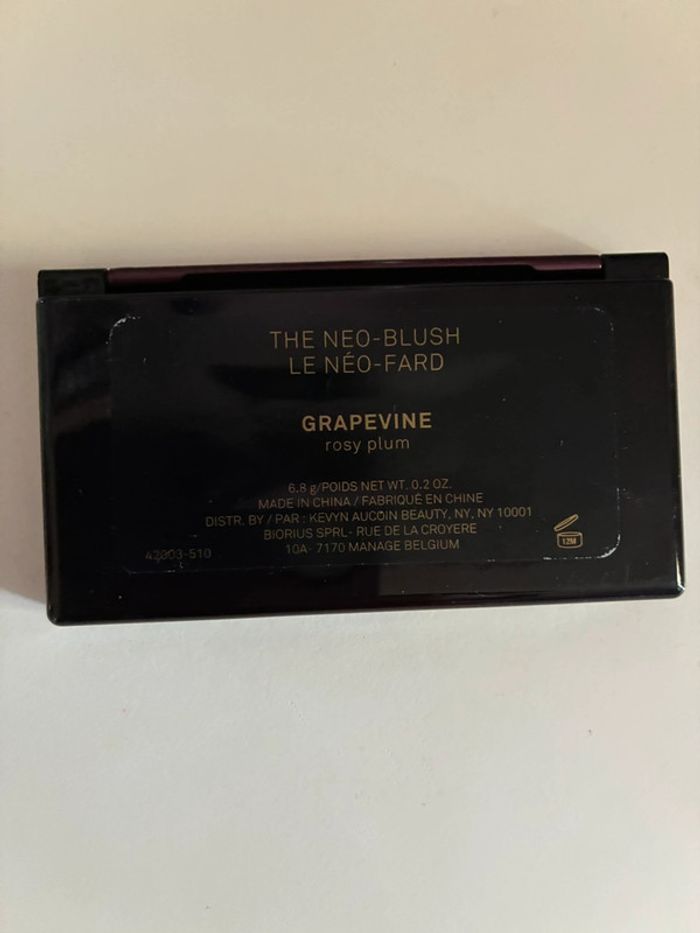 THE NEO-BLUSH
LE NÉO-FARD
GRAPEVINE
rosy plum
6.8 g/POIDS NET WT. 0.2 OZ.
MADE IN CHINA / FABRIQUÉ EN CHINE
DISTR. BY / PAR : KEVYN AUCOIN BEAUTY, NY, NY 10001
BIORIUS SPRL- RUE DE LA CROYERE
10A- 7170 MANAGE BELGIUM
42003-510
12M